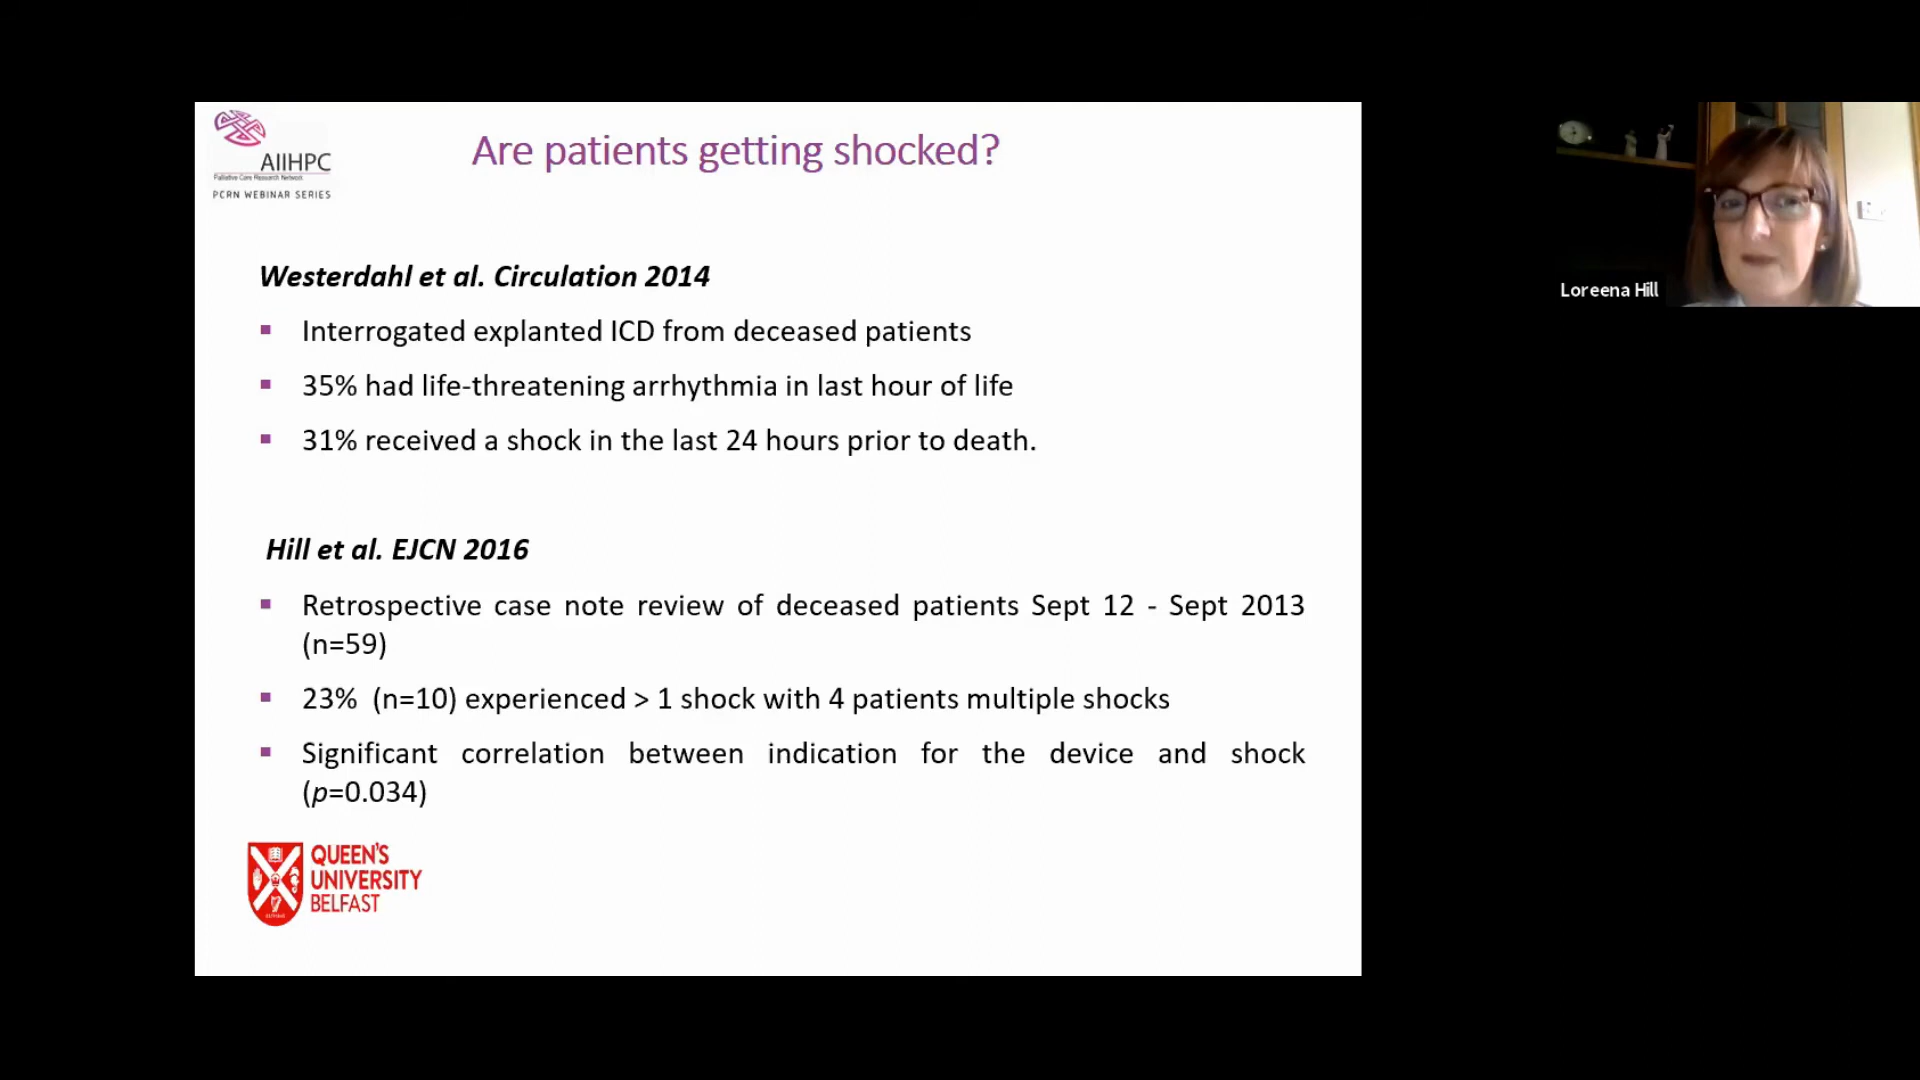 AIIHPC
Palliative Care Research Network
PCRN WEBINAR SERIES
Are patients getting shocked?
Loreena Hill
Westerdahl et al. Circulation 2014
▪ Interrogated explanted ICD from deceased patients
▪ 35% had life-threatening arrhythmia in last hour of life
▪ 31% received a shock in the last 24 hours prior to death.
Hill et al. EJCN 2016
▪ Retrospective case note review of deceased patients Sept 12 - Sept 2013
(n=59)
▪ 23% (n=10) experienced > 1 shock with 4 patients multiple shocks
▪ Significant correlation between indication for the device and shock
(p=0.034)
QUEEN'S
UNIVERSITY
BELFAST